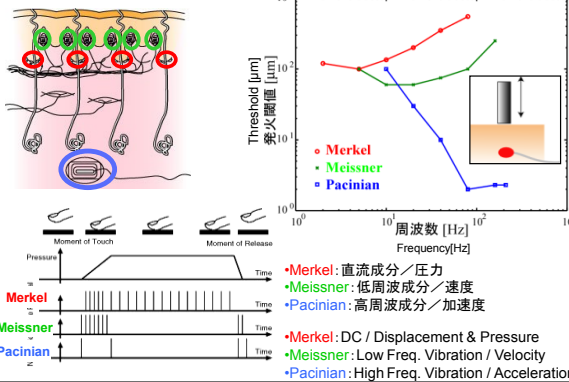 Threshold [μm]
発火閾値[μm]
10²
10¹
10⁰
Merkel
Meissner
Pacinian
10
10²
周波数 [Hz]
Frequency[Hz]
Moment of Touch
Moment of Release
Pressure
Time
Merkel
Time
Meissner
Time
Pacinian
Time
•Merkel：直流成分／圧力
•Meissner：低周波成分／速度
•Pacinian：高周波成分／加速度
•Merkel：DC / Displacement & Pressure
•Meissner：Low Freq. Vibration / Velocity
•Pacinian：High Freq. Vibration / Acceleration